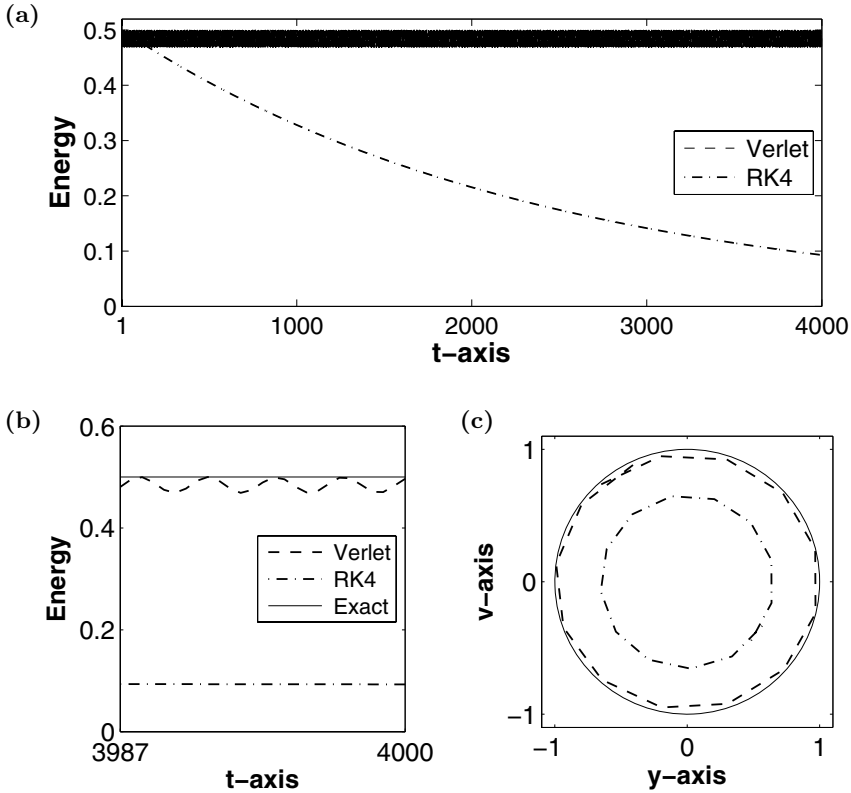 (a)
0.5
0.4
0.3
0.2
0.1
0
Energy
Verlet
RK4
1
1000
2000
3000
4000
t−axis
(b)
0.6
0.4
0.2
0
Energy
Verlet
RK4
Exact
3987
4000
t−axis
(c)
1
0
−1
v−axis
−1
0
1
y−axis